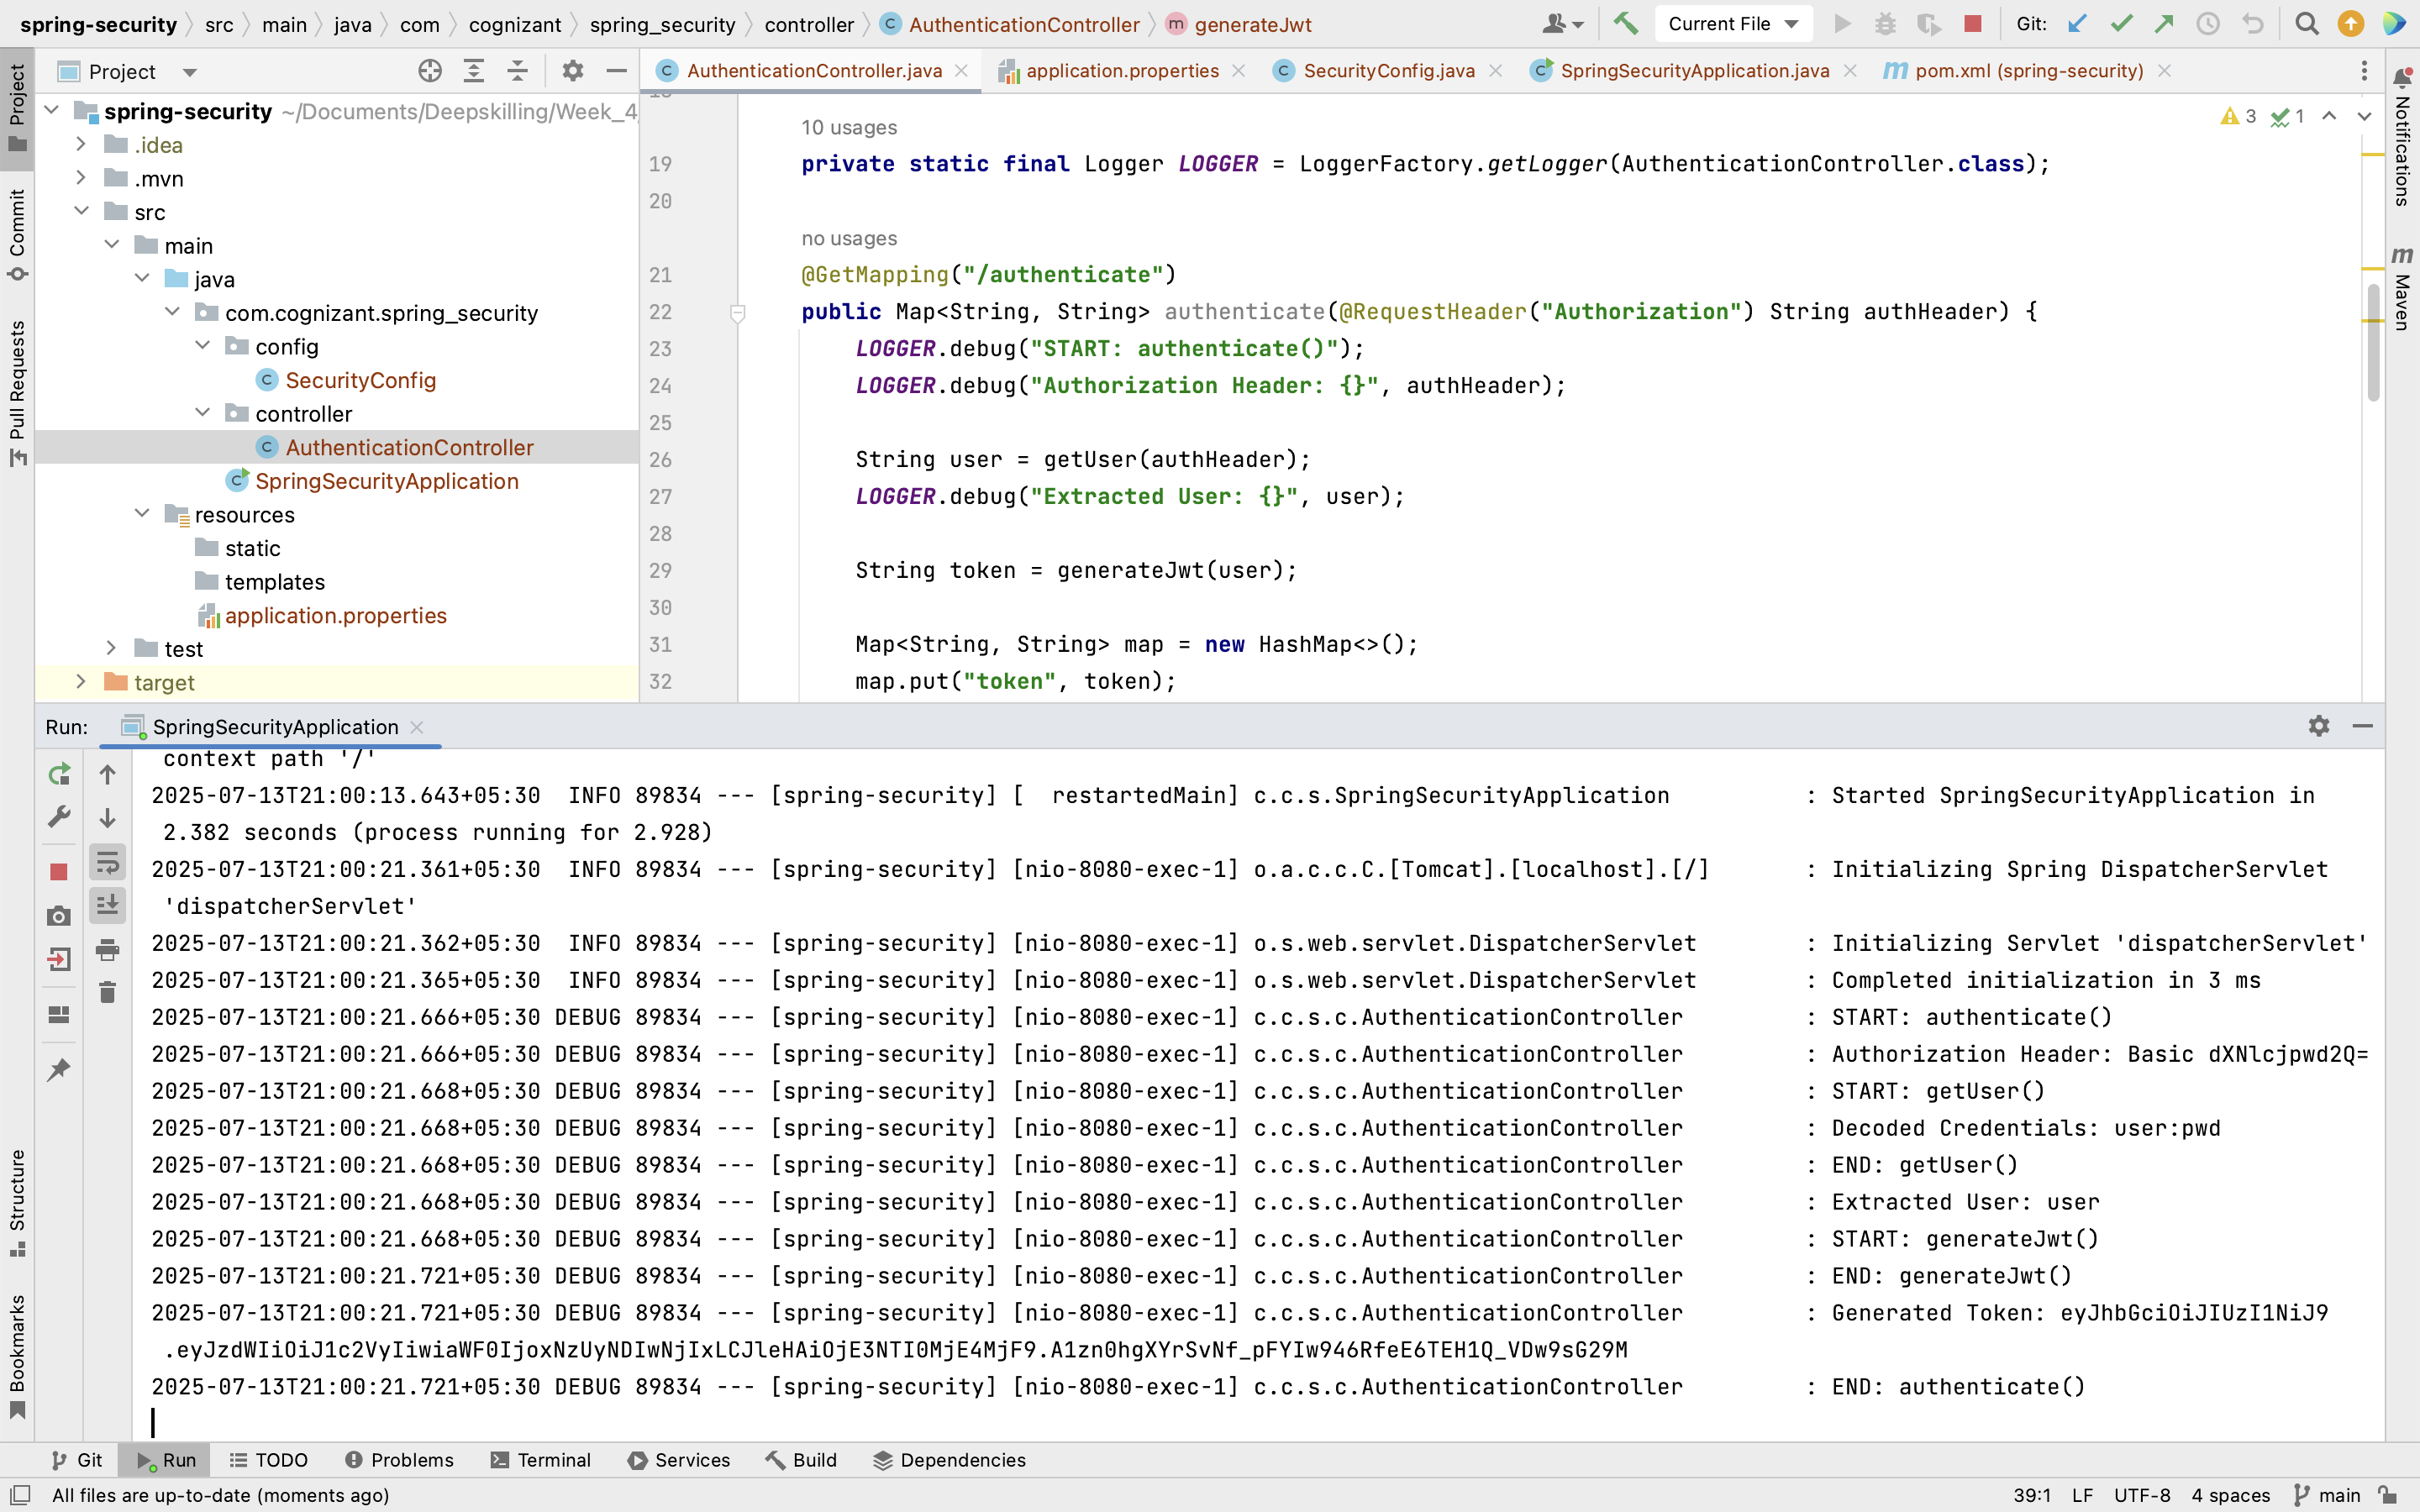 spring-security src main java com cognizant spring_security controller AuthenticationController generateJwt Current File Git:
Project
AuthenticationController.java application.properties SecurityConfig.java SpringSecurityApplication.java pom.xml (spring-security)
spring-security ~/Documents/Deepskilling/Week_4
.idea
.mvn
src
main
java
com.cognizant.spring_security
config
SecurityConfig
controller
AuthenticationController
SpringSecurityApplication
resources
static
templates
application.properties
test
target
Project
Commit
Pull Requests
Structure
Bookmarks
Notifications
Maven
3 1
10 usages
19 private static final Logger LOGGER = LoggerFactory.getLogger(AuthenticationController.class);
20
no usages
21 @GetMapping("/authenticate")
22 public Map<String, String> authenticate(@RequestHeader("Authorization") String authHeader) {
23 LOGGER.debug("START: authenticate()");
24 LOGGER.debug("Authorization Header: {}", authHeader);
25
26 String user = getUser(authHeader);
27 LOGGER.debug("Extracted User: {}", user);
28
29 String token = generateJwt(user);
30
31 Map<String, String> map = new HashMap<>();
32 map.put("token", token);
Run: SpringSecurityApplication
context path '/'
2025-07-13T21:00:13.643+05:30 INFO 89834 --- [spring-security] [ restartedMain] c.c.s.SpringSecurityApplication : Started SpringSecurityApplication in
2.382 seconds (process running for 2.928)
2025-07-13T21:00:21.361+05:30 INFO 89834 --- [spring-security] [nio-8080-exec-1] o.a.c.c.C.[Tomcat].[localhost].[/] : Initializing Spring DispatcherServlet
'dispatcherServlet'
2025-07-13T21:00:21.362+05:30 INFO 89834 --- [spring-security] [nio-8080-exec-1] o.s.web.servlet.DispatcherServlet : Initializing Servlet 'dispatcherServlet'
2025-07-13T21:00:21.365+05:30 INFO 89834 --- [spring-security] [nio-8080-exec-1] o.s.web.servlet.DispatcherServlet : Completed initialization in 3 ms
2025-07-13T21:00:21.666+05:30 DEBUG 89834 --- [spring-security] [nio-8080-exec-1] c.c.s.c.AuthenticationController : START: authenticate()
2025-07-13T21:00:21.666+05:30 DEBUG 89834 --- [spring-security] [nio-8080-exec-1] c.c.s.c.AuthenticationController : Authorization Header: Basic dXNlcjpwd2Q=
2025-07-13T21:00:21.668+05:30 DEBUG 89834 --- [spring-security] [nio-8080-exec-1] c.c.s.c.AuthenticationController : START: getUser()
2025-07-13T21:00:21.668+05:30 DEBUG 89834 --- [spring-security] [nio-8080-exec-1] c.c.s.c.AuthenticationController : Decoded Credentials: user:pwd
2025-07-13T21:00:21.668+05:30 DEBUG 89834 --- [spring-security] [nio-8080-exec-1] c.c.s.c.AuthenticationController : END: getUser()
2025-07-13T21:00:21.668+05:30 DEBUG 89834 --- [spring-security] [nio-8080-exec-1] c.c.s.c.AuthenticationController : Extracted User: user
2025-07-13T21:00:21.668+05:30 DEBUG 89834 --- [spring-security] [nio-8080-exec-1] c.c.s.c.AuthenticationController : START: generateJwt()
2025-07-13T21:00:21.721+05:30 DEBUG 89834 --- [spring-security] [nio-8080-exec-1] c.c.s.c.AuthenticationController : END: generateJwt()
2025-07-13T21:00:21.721+05:30 DEBUG 89834 --- [spring-security] [nio-8080-exec-1] c.c.s.c.AuthenticationController : Generated Token: eyJhbGciOiJIUzI1NiJ9
.eyJzdWIiOiJ1c2VyIiwiaWF0IjoxNzUyNDIwNjIxLCJleHAiOjE3NTI0MjE4MjF9.A1zn0hgXYrSvNf_pFYIw946RfeE6TEH1Q_VDw9sG29M
2025-07-13T21:00:21.721+05:30 DEBUG 89834 --- [spring-security] [nio-8080-exec-1] c.c.s.c.AuthenticationController : END: authenticate()
Git Run TODO Problems Terminal Services Build Dependencies
All files are up-to-date (moments ago) 39:1 LF UTF-8 4 spaces main